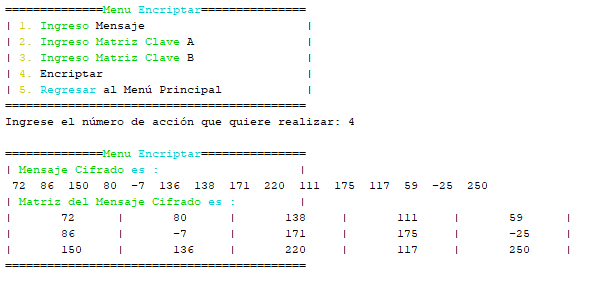 ===============Menu Encriptar===============
| 1. Ingreso Mensaje |
| 2. Ingreso Matriz Clave A |
| 3. Ingreso Matriz Clave B |
| 4. Encriptar |
| 5. Regresar al Menú Principal |
===========================================
Ingrese el número de acción que quiere realizar: 4
===============Menu Encriptar===============
| Mensaje Cifrado es : |
72 86 150 80 -7 136 138 171 220 111 175 117 59 -25 250
| Matriz del Mensaje Cifrado es : |
| 72 | 80 | 138 | 111 | 59 |
| 86 | -7 | 171 | 175 | -25 |
| 150 | 136 | 220 | 117 | 250 |
===========================================